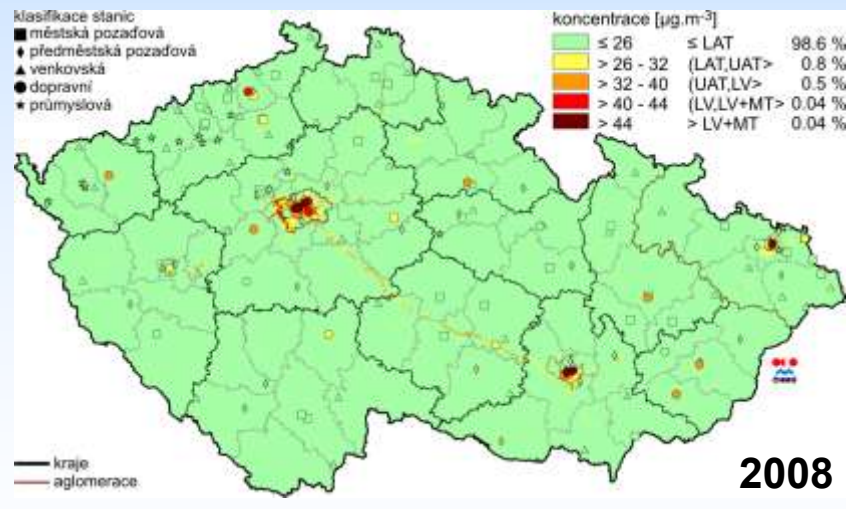 klasifikace stanic
městská pozaďová
předměstská pozaďová
venkovská
dopravní
průmyslová
koncentrace [µg.m⁻³]
≤ 26 ≤ LAT 98.6 %
> 26 - 32 (LAT,UAT> 0.8 %
> 32 - 40 (UAT,LV> 0.5 %
> 40 - 44 (LV,LV+MT> 0.04 %
> 44 > LV+MT 0.04 %
kraje
aglomerace
2008